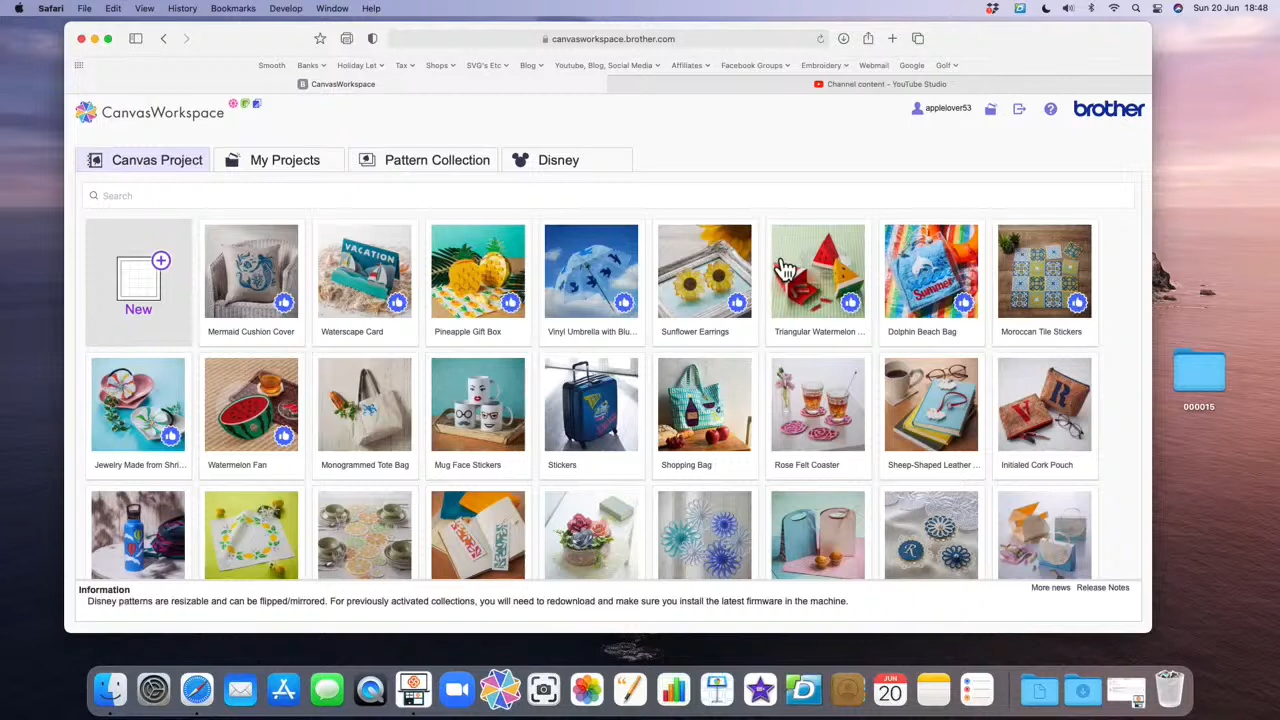 Safari File Edit View History Bookmarks Develop Window Help Sun 20 Jun 18:48
canvasworkspace.brother.com
Smooth Banks Holiday Let Tax Shops SVG's Etc Blog Youtube, Blog, Social Media Affiliates Facebook Groups Embroidery Webmail Google Golf
CanvasWorkspace Channel content - YouTube Studio
CanvasWorkspace applelover53 brother
Canvas Project My Projects Pattern Collection Disney
Search
VACATION
Summer
New
Mermaid Cushion Cover Waterscape Card Pineapple Gift Box Vinyl Umbrella with Blu... Sunflower Earrings Triangular Watermelon ... Dolphin Beach Bag Moroccan Tile Stickers
000015
Jewelry Made from Shri... Watermelon Fan Monogrammed Tote Bag Mug Face Stickers Stickers Shopping Bag Rose Felt Coaster Sheep-Shaped Leather ... Initialed Cork Pouch
Information More news Release Notes
Disney patterns are resizable and can be flipped/mirrored. For previously activated collections, you will need to redownload and make sure you install the latest firmware in the machine.
JUN
20